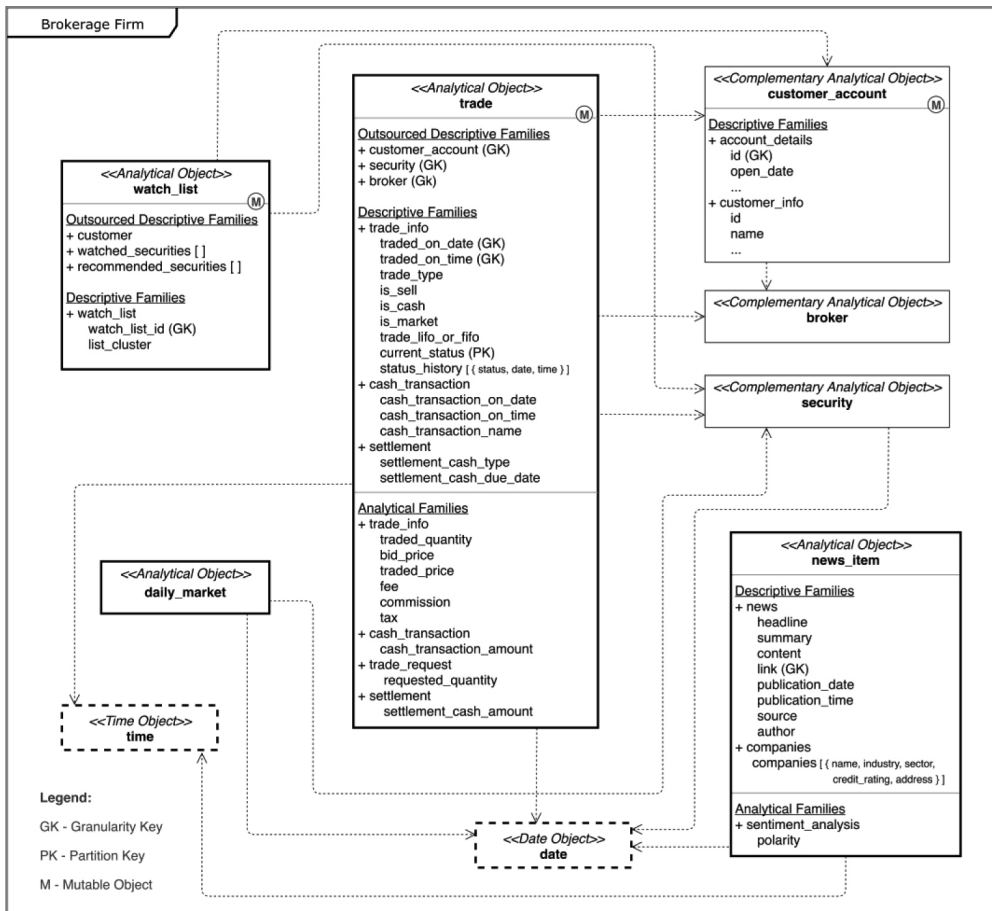 Brokerage Firm
<<Analytical Object>>
watch_list
M
Outsourced Descriptive Families
+ customer
+ watched_securities [ ]
+ recommended_securities [ ]
Descriptive Families
+ watch_list
watch_list_id (GK)
list_cluster
<<Analytical Object>>
trade
M
Outsourced Descriptive Families
+ customer_account (GK)
+ security (GK)
+ broker (Gk)
Descriptive Families
+ trade_info
traded_on_date (GK)
traded_on_time (GK)
trade_type
is_sell
is_cash
is_market
trade_lifo_or_fifo
current_status (PK)
status_history [ { status, date, time } ]
+ cash_transaction
cash_transaction_on_date
cash_transaction_on_time
cash_transaction_name
+ settlement
settlement_cash_type
settlement_cash_due_date
Analytical Families
+ trade_info
traded_quantity
bid_price
traded_price
fee
commission
tax
+ cash_transaction
cash_transaction_amount
+ trade_request
requested_quantity
+ settlement
settlement_cash_amount
<<Complementary Analytical Object>>
customer_account
M
Descriptive Families
+ account_details
id (GK)
open_date
...
+ customer_info
id
name
...
<<Complementary Analytical Object>>
broker
<<Complementary Analytical Object>>
security
<<Analytical Object>>
news_item
Descriptive Families
+ news
headline
summary
content
link (GK)
publication_date
publication_time
source
author
+ companies
companies [ { name, industry, sector,
credit_rating, address } ]
Analytical Families
+ sentiment_analysis
polarity
<<Analytical Object>>
daily_market
<<Time Object>>
time
<<Date Object>>
date
Legend:
GK - Granularity Key
PK - Partition Key
M - Mutable Object